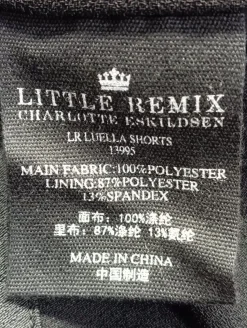 LITTLE REMIX
CHARLOTTE ESKILDSEN
LR LUELLA SHORTS
13995
MAIN FABRIC:100%POLYESTER
LINING:87%POLYESTER
13%SPANDEX
面布：100%涤纶
里布：87%涤纶 13%氨纶
MADE IN CHINA
中国制造